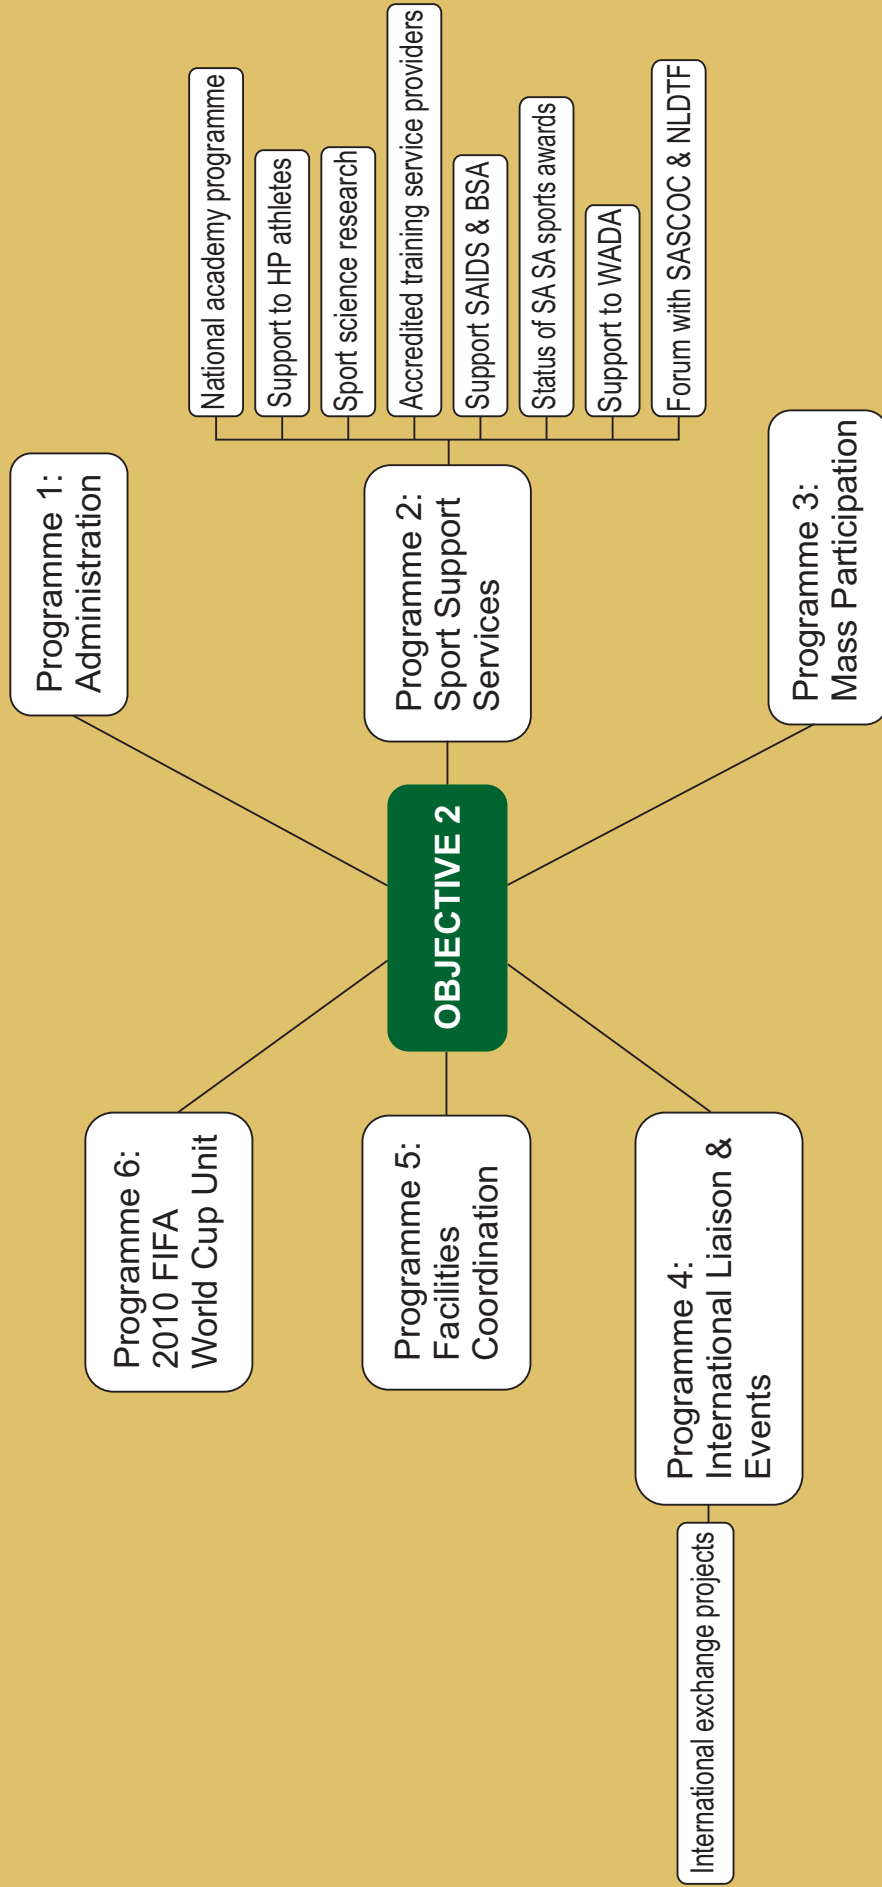 Programme 6:
2010 FIFA
World Cup Unit
Programme 1:
Administration
National academy programme
Support to HP athletes
Sport science research
Accredited training service providers
Support SAIDS & BSA
Status of SA SA sports awards
Support to WADA
Forum with SASCOC & NLDTF
Programme 5:
Facilities
Coordination
OBJECTIVE 2
Programme 2:
Sport Support
Services
International exchange projects
Programme 4:
International Liaison &
Events
Programme 3:
Mass Participation